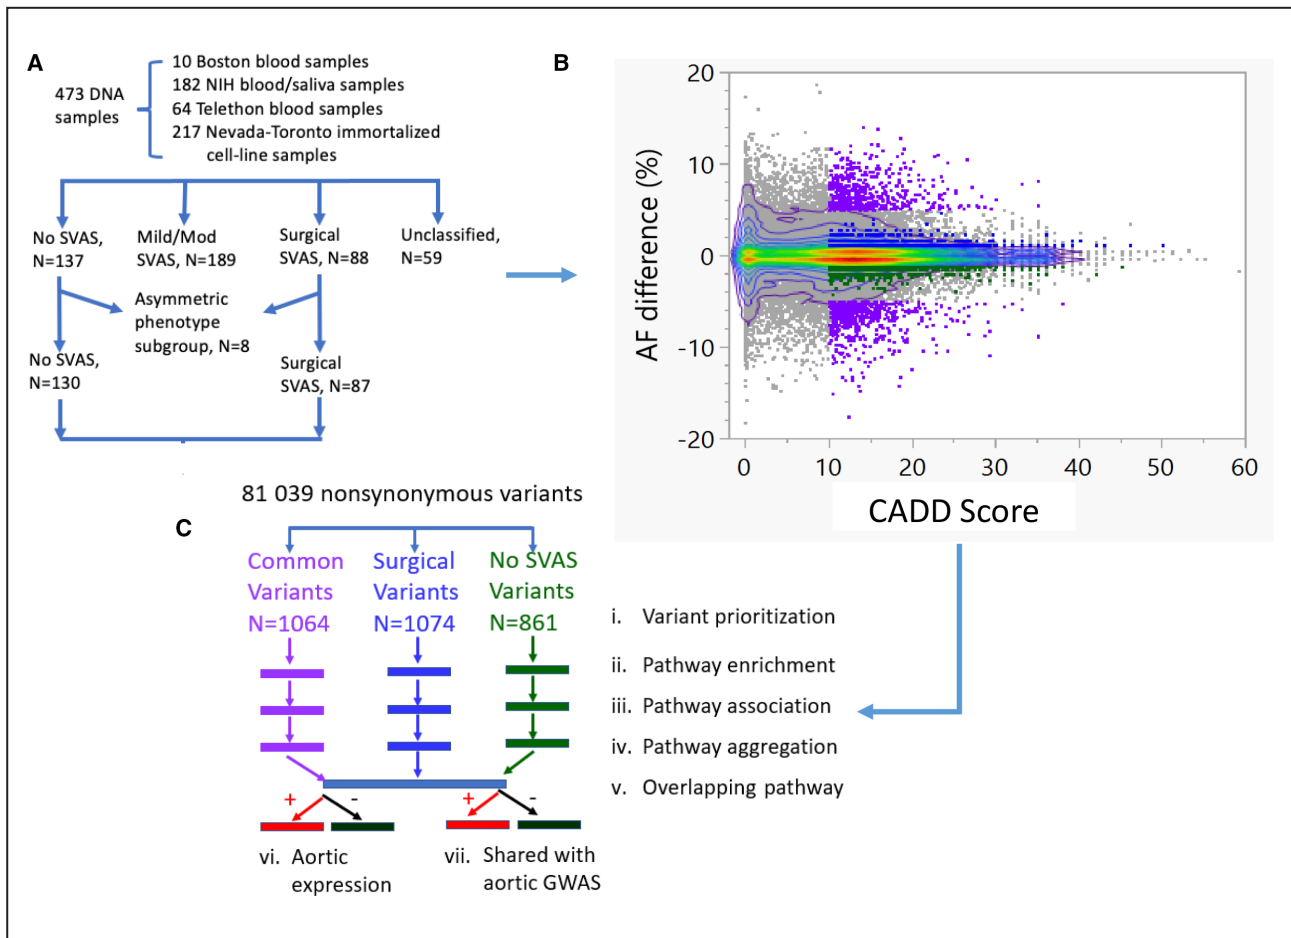 A
473 DNA
samples
10 Boston blood samples
182 NIH blood/saliva samples
64 Telethon blood samples
217 Nevada-Toronto immortalized
cell-line samples
No SVAS,
N=137
Mild/Mod
SVAS, N=189
Surgical
SVAS, N=88
Unclassified,
N=59
Asymmetric
phenotype
subgroup, N=8
No SVAS,
N=130
Surgical
SVAS, N=87
B
AF difference (%)
20
10
0
-10
-20
0 10 20 30 40 50 60
CADD Score
C
81 039 nonsynonymous variants
Common
Variants
N=1064
Surgical
Variants
N=1074
No SVAS
Variants
N=861
i. Variant prioritization
ii. Pathway enrichment
iii. Pathway association
iv. Pathway aggregation
v. Overlapping pathway
+ -
+ -
vi. Aortic
expression
vii. Shared with
aortic GWAS